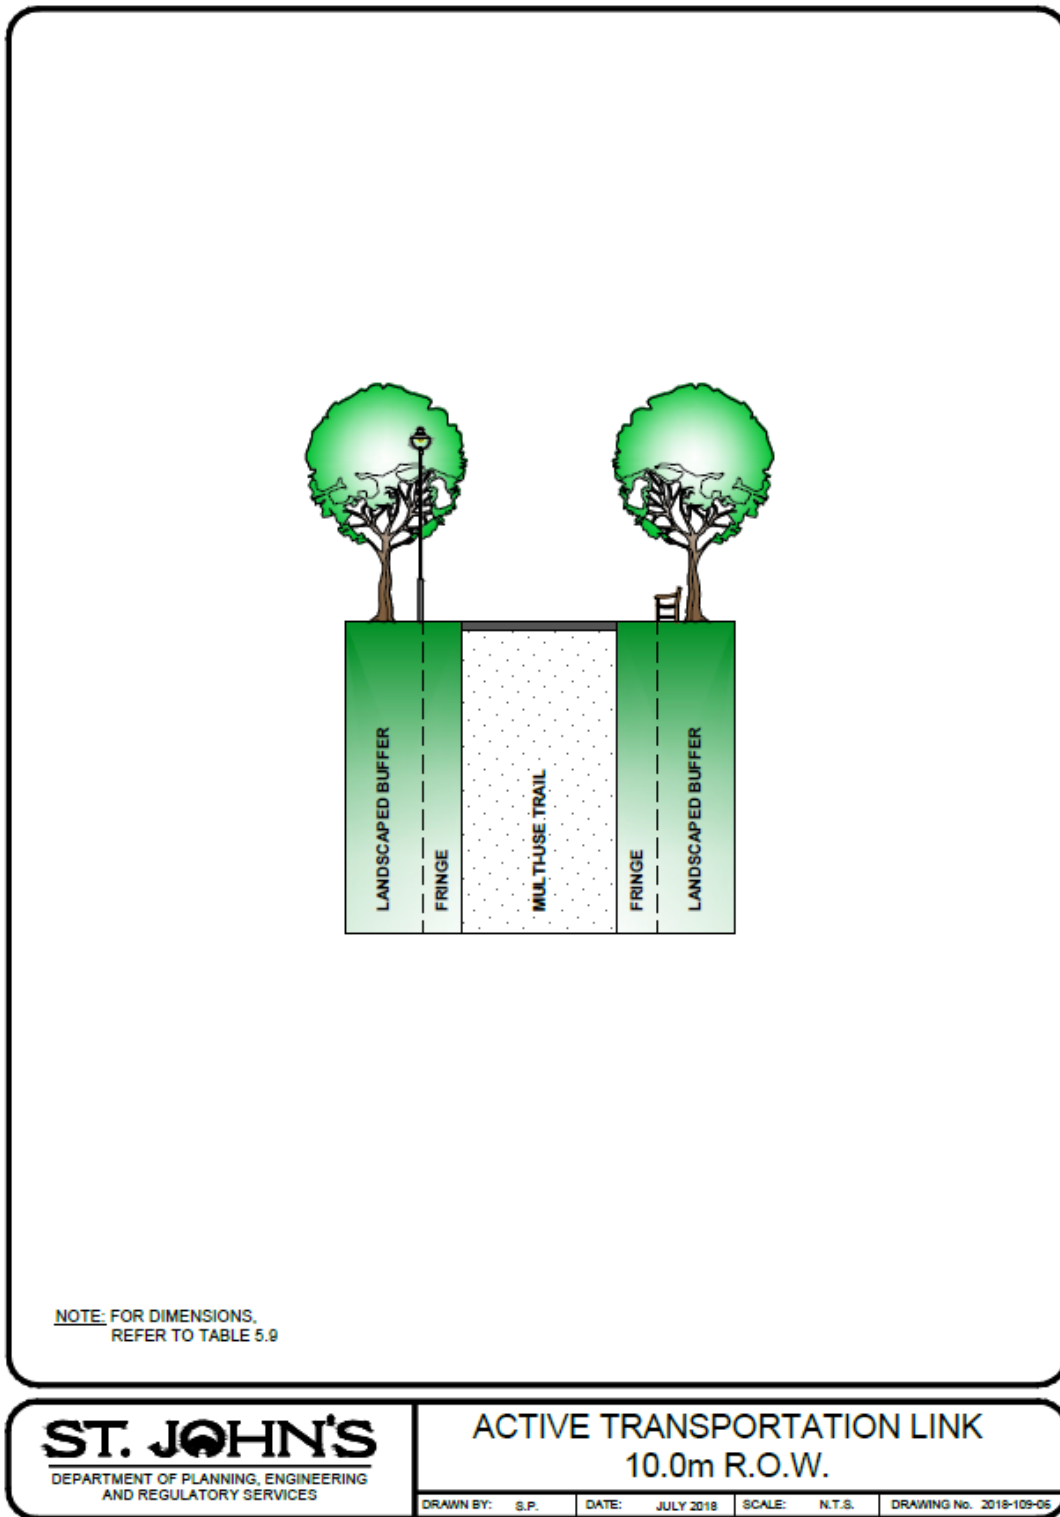 LANDSCAPED BUFFER
FRINGE
MULTI-USE TRAIL
FRINGE
LANDSCAPED BUFFER
NOTE: FOR DIMENSIONS,
REFER TO TABLE 5.9
ST. JOHN'S
DEPARTMENT OF PLANNING, ENGINEERING
AND REGULATORY SERVICES
ACTIVE TRANSPORTATION LINK
10.0m R.O.W.
DRAWN BY: S.P. DATE: JULY 2018 SCALE: N.T.S. DRAWING No. 2018-109-06